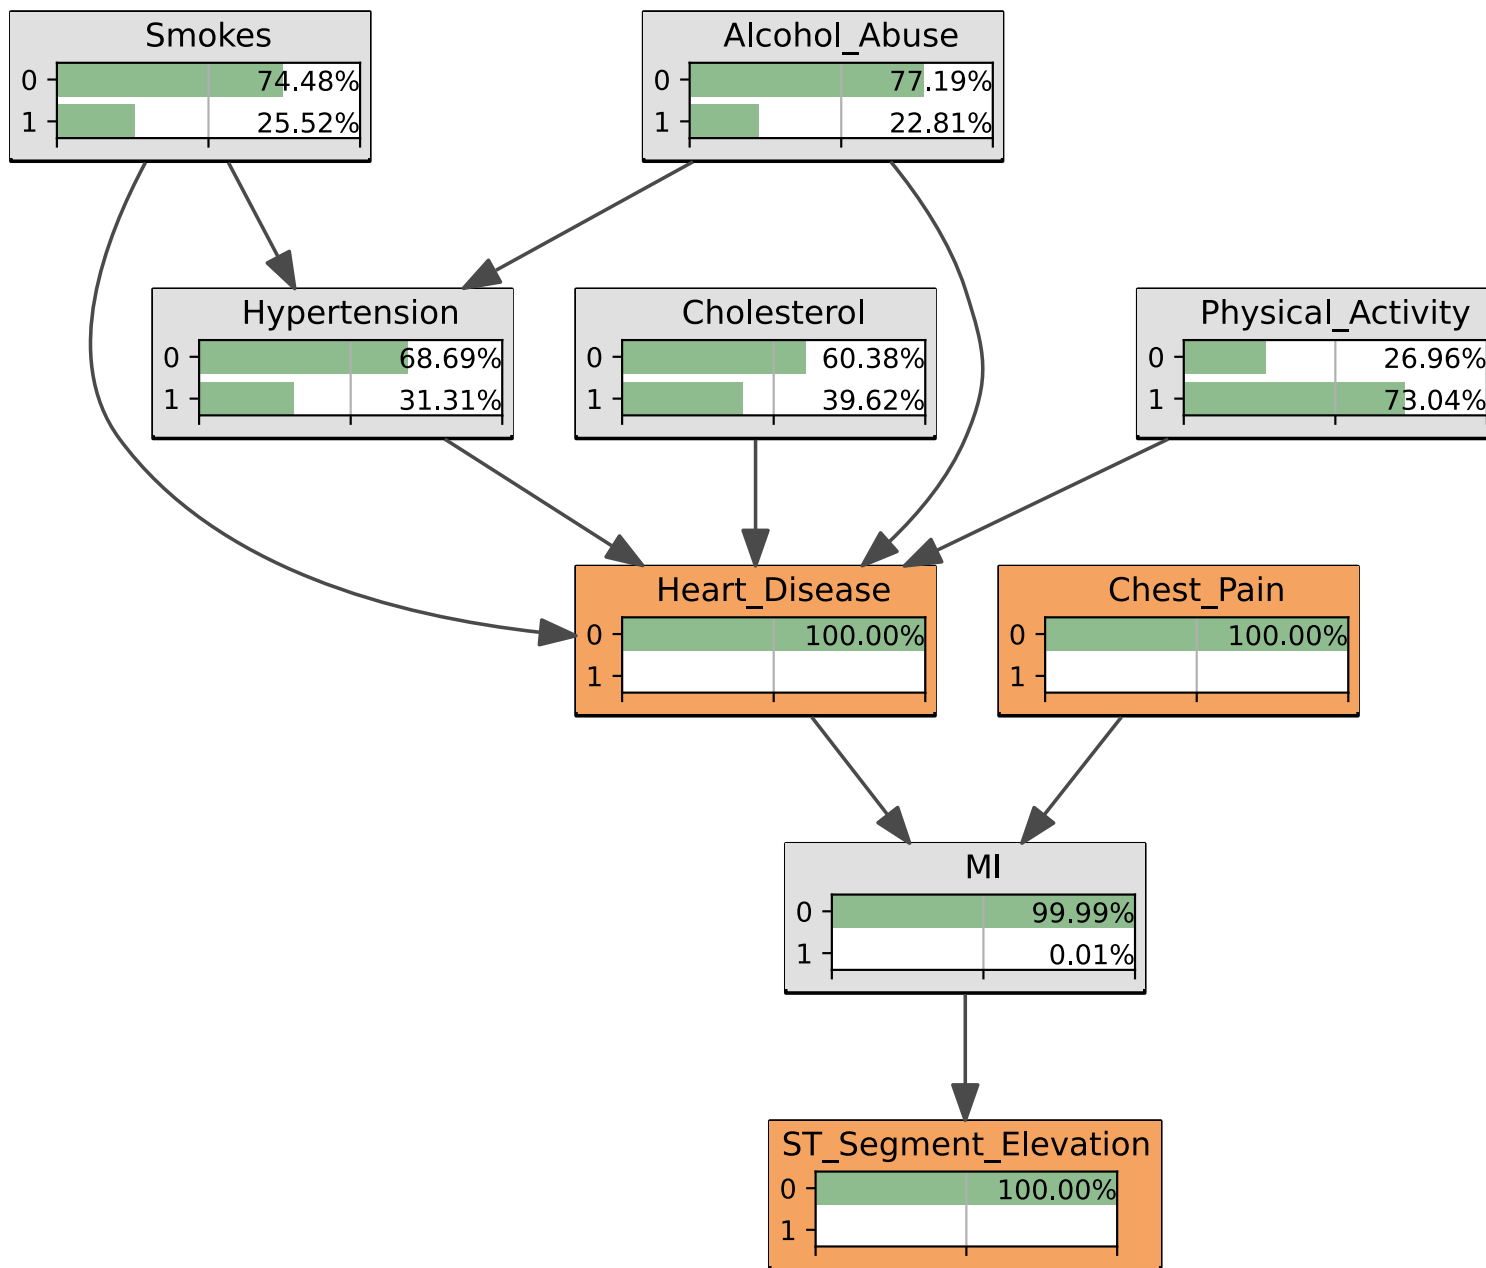 Smokes
0 74.48%
1 25.52%
Alcohol_Abuse
0 77.19%
1 22.81%
Hypertension
0 68.69%
1 31.31%
Cholesterol
0 60.38%
1 39.62%
Physical_Activity
0 26.96%
1 73.04%
Heart_Disease
0 100.00%
1
Chest_Pain
0 100.00%
1
MI
0 99.99%
1 0.01%
ST_Segment_Elevation
0 100.00%
1